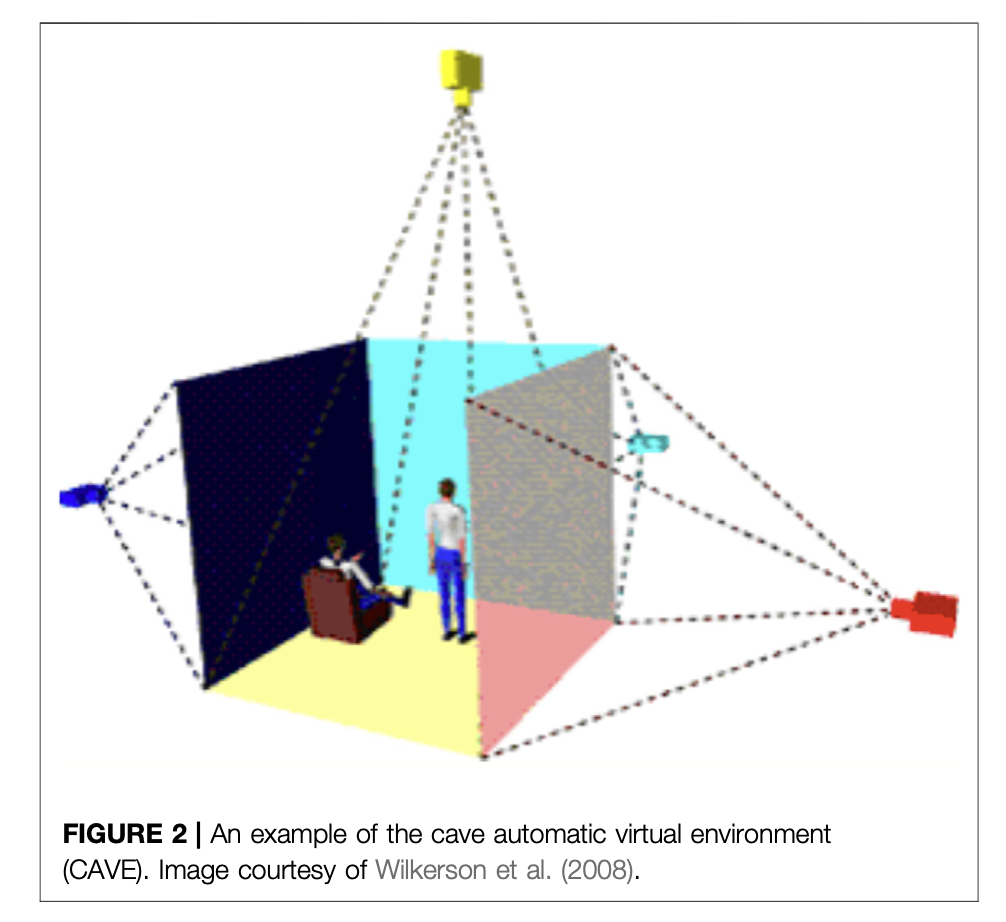 FIGURE 2 | An example of the cave automatic virtual environment
(CAVE). Image courtesy of Wilkerson et al. (2008).